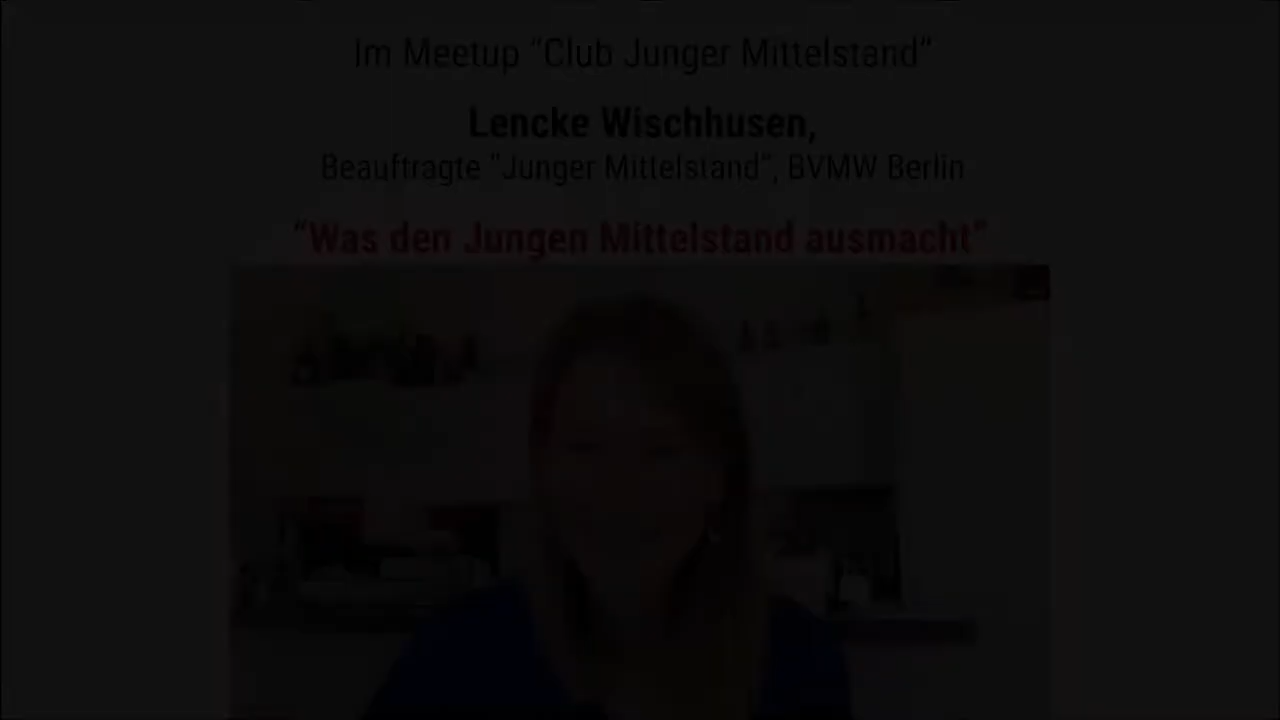 Im Meetup “Club Junger Mittelstand”
Lencke Wischhusen,
Beauftragte “Junger Mittelstand”, BVMW Berlin
“Was den Jungen Mittelstand ausmacht”